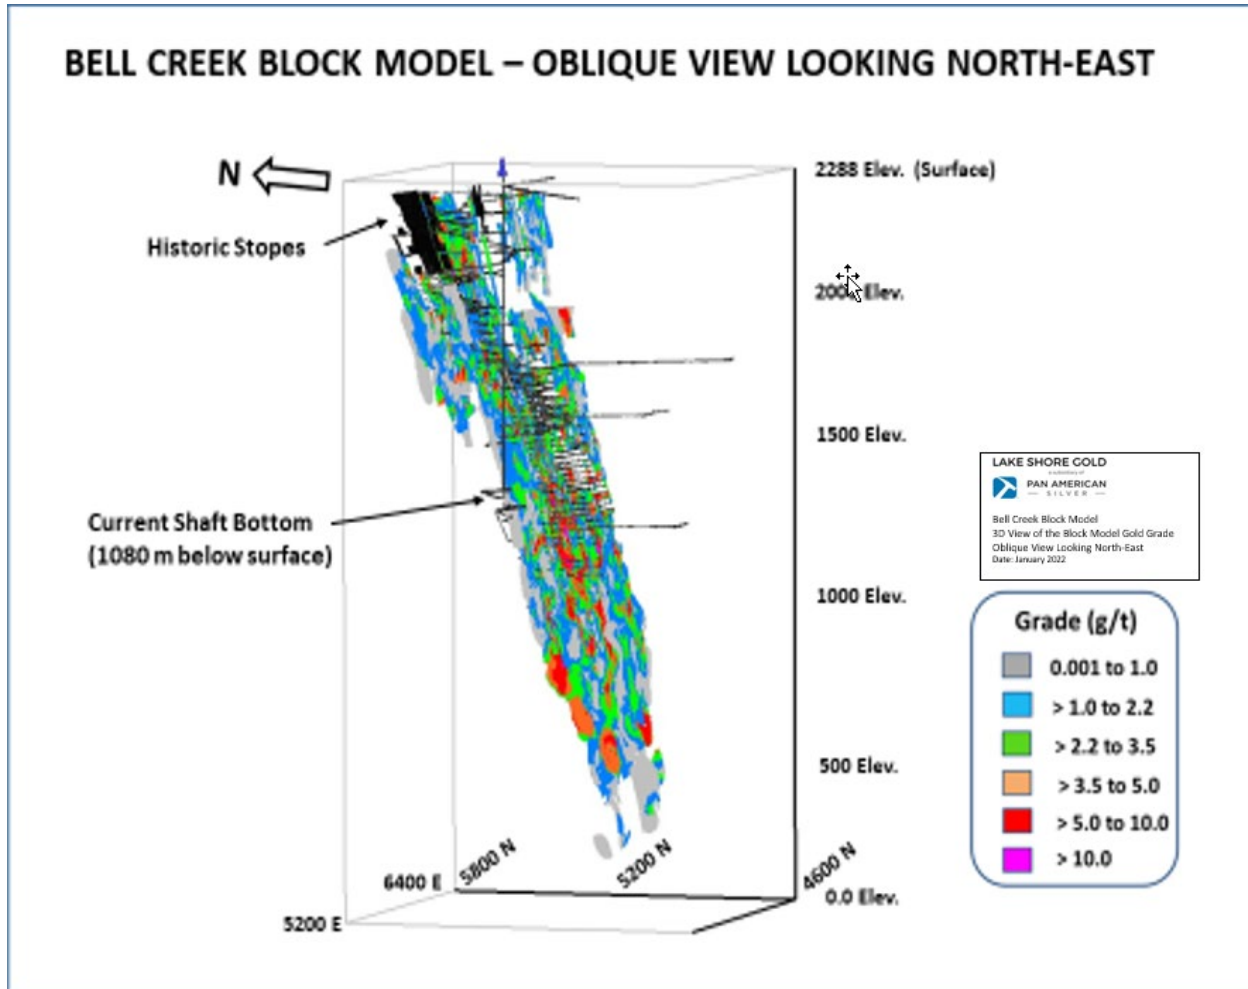 BELL CREEK BLOCK MODEL – OBLIQUE VIEW LOOKING NORTH-EAST
N
2288 Elev. (Surface)
Historic Stopes
Elev.
1500 Elev.
Current Shaft Bottom
(1080 m below surface)
1000 Elev.
500 Elev.
5800 N
5200 N
4600 N
6400 E
0.0 Elev.
5200 E
LAKE SHORE GOLD
PAN AMERICAN
— SILVER —
Bell Creek Block Model
3D View of the Block Model Gold Grade
Oblique View Looking North-East
Date: January 2022
Grade (g/t)
0.001 to 1.0
> 1.0 to 2.2
> 2.2 to 3.5
> 3.5 to 5.0
> 5.0 to 10.0
> 10.0